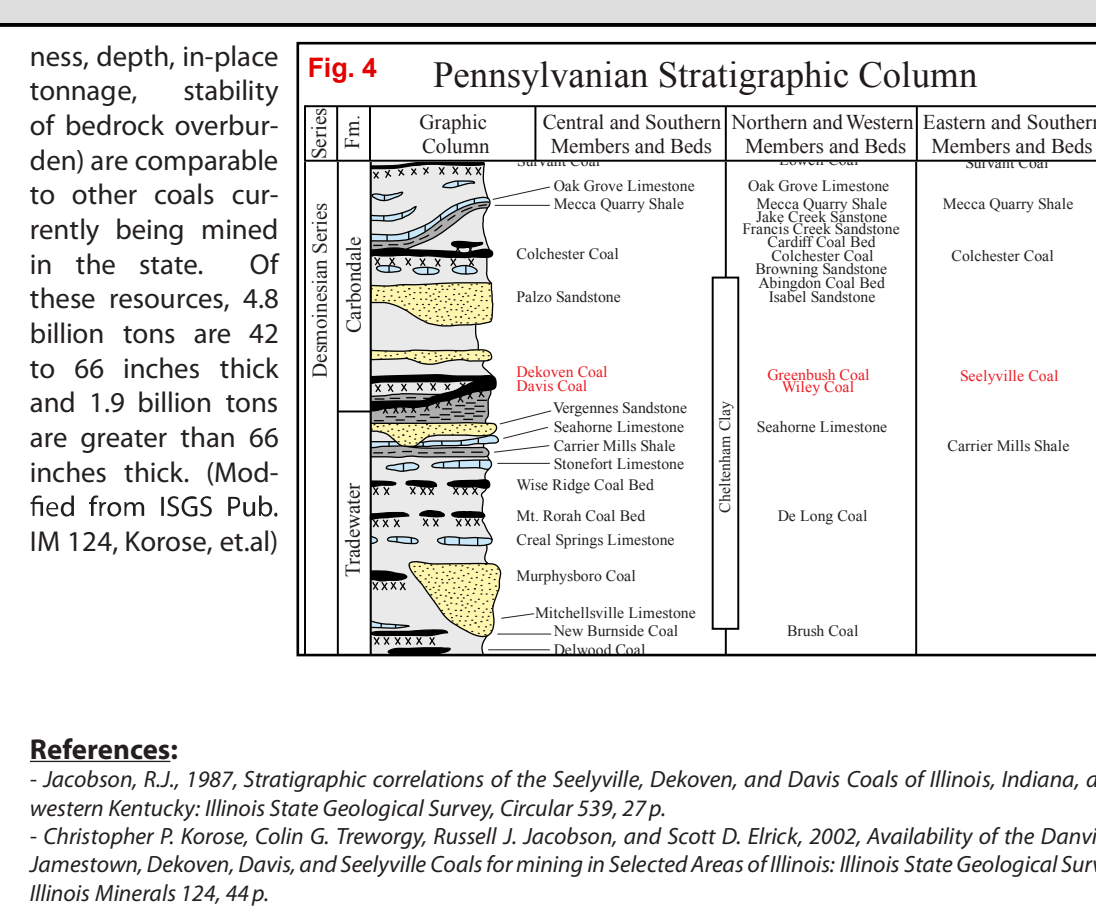 ness, depth, in-place
tonnage, stability
of bedrock overbur-
den) are comparable
to other coals cur-
rently being mined
in the state. Of
these resources, 4.8
billion tons are 42
to 66 inches thick
and 1.9 billion tons
are greater than 66
inches thick. (Mod-
fied from ISGS Pub.
IM 124, Korose, et.al)
Fig. 4
Pennsylvanian Stratigraphic Column
Series
Fm.
Graphic
Column
Central and Southern
Members and Beds
Northern and Western
Members and Beds
Eastern and Southern
Members and Beds
Desmoinesian Series
Carbondale
Tradewater
Survant Coal
Oak Grove Limestone
Mecca Quarry Shale
Colchester Coal
Palzo Sandstone
Dekoven Coal
Davis Coal
Vergennes Sandstone
Seahorne Limestone
Carrier Mills Shale
Stonefort Limestone
Wise Ridge Coal Bed
Mt. Rorah Coal Bed
Creal Springs Limestone
Murphysboro Coal
Mitchellsville Limestone
New Burnside Coal
Delwood Coal
Cheltenham Clay
Lowell Coal
Oak Grove Limestone
Mecca Quarry Shale
Jake Creek Sanstone
Francis Creek Sandstone
Cardiff Coal Bed
Colchester Coal
Browning Sandstone
Abingdon Coal Bed
Isabel Sandstone
Greenbush Coal
Wiley Coal
Seahorne Limestone
De Long Coal
Brush Coal
Survant Coal
Mecca Quarry Shale
Colchester Coal
Seelyville Coal
Carrier Mills Shale
References:
- Jacobson, R.J., 1987, Stratigraphic correlations of the Seelyville, Dekoven, and Davis Coals of Illinois, Indiana, a
western Kentucky: Illinois State Geological Survey, Circular 539, 27 p.
- Christopher P. Korose, Colin G. Treworgy, Russell J. Jacobson, and Scott D. Elrick, 2002, Availability of the Danvi
Jamestown, Dekoven, Davis, and Seelyville Coals for mining in Selected Areas of Illinois: Illinois State Geological Surv
Illinois Minerals 124, 44 p.